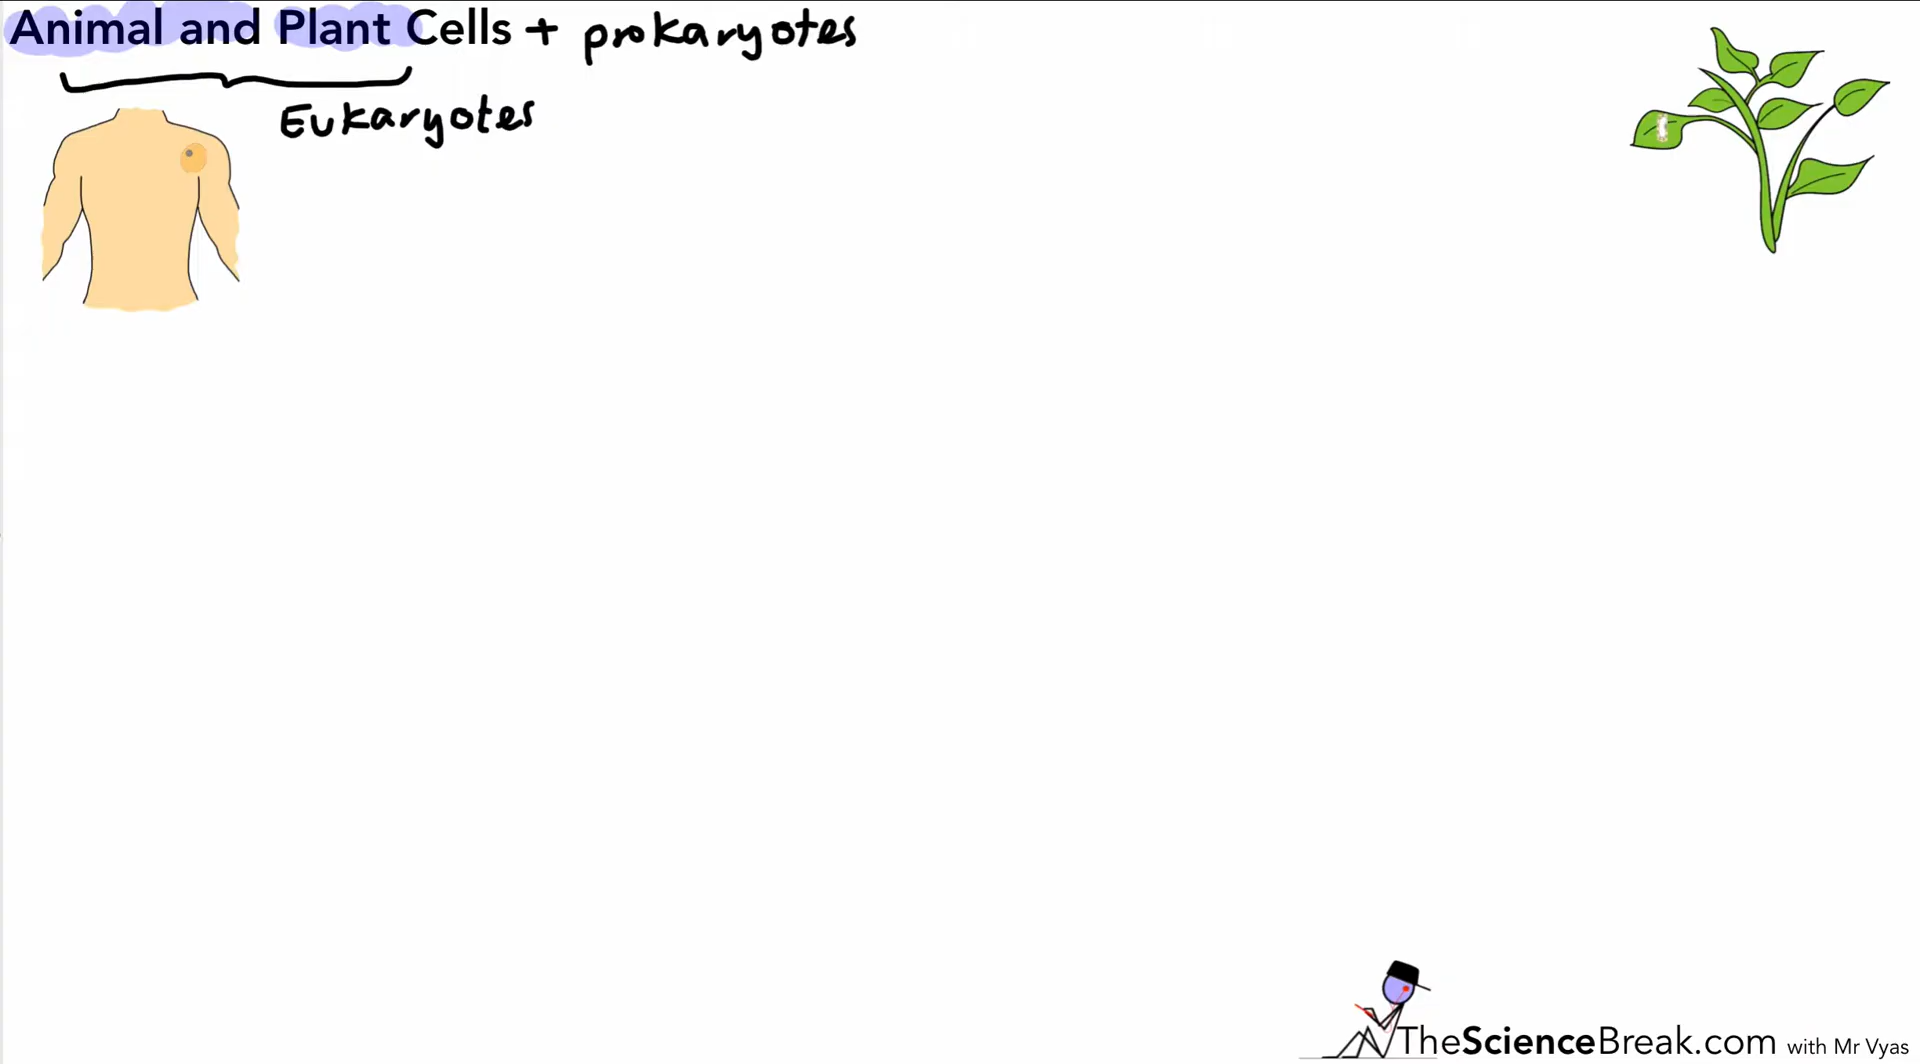 Animal and Plant Cells + prokaryotes
Eukaryotes
TheScienceBreak.com with Mr Vyas